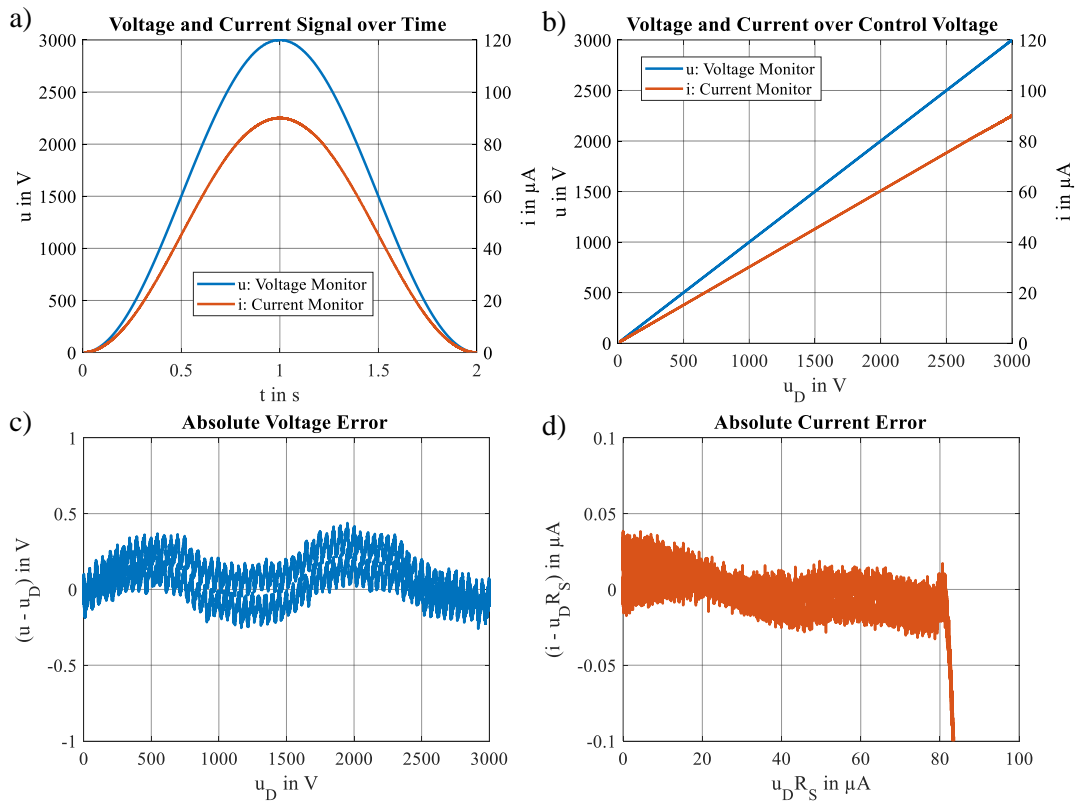 a)
Voltage and Current Signal over Time
3000
2500
2000
1500
1000
500
0
u in V
120
100
80
60
40
20
0
i in µA
u: Voltage Monitor
i: Current Monitor
0 0.5 1 1.5 2
t in s
b)
Voltage and Current over Control Voltage
3000
2500
2000
1500
1000
500
0
u in V
120
100
80
60
40
20
0
i in µA
u: Voltage Monitor
i: Current Monitor
500 1000 1500 2000 2500 3000
u_D in V
c)
Absolute Voltage Error
1
0.5
0
-0.5
-1
(u - u_D) in V
0 500 1000 1500 2000 2500 3000
u_D in V
d)
Absolute Current Error
0.1
0.05
0
-0.05
-0.1
(i - u_D R_S) in µA
0 20 40 60 80 100
u_D R_S in µA